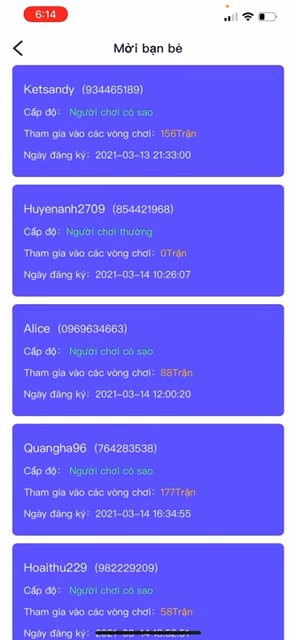 6:14
Mời bạn bè
Ketsandy (934465189)
Cấp độ: Người chơi có sao
Tham gia vào các vòng chơi: 156Trận
Ngày đăng ký: 2021-03-13 21:33:00
Huyenanh2709 (854421968)
Cấp độ: Người chơi thường
Tham gia vào các vòng chơi: 0Trận
Ngày đăng ký: 2021-03-14 10:26:07
Alice (0969634663)
Cấp độ: Người chơi có sao
Tham gia vào các vòng chơi: 88Trận
Ngày đăng ký: 2021-03-14 12:00:20
Quangha96 (764283538)
Cấp độ: Người chơi có sao
Tham gia vào các vòng chơi: 177Trận
Ngày đăng ký: 2021-03-14 16:34:55
Hoaithu229 (982229209)
Cấp độ: Người chơi có sao
Tham gia vào các vòng chơi: 58Trận
Ngày đăng ký: